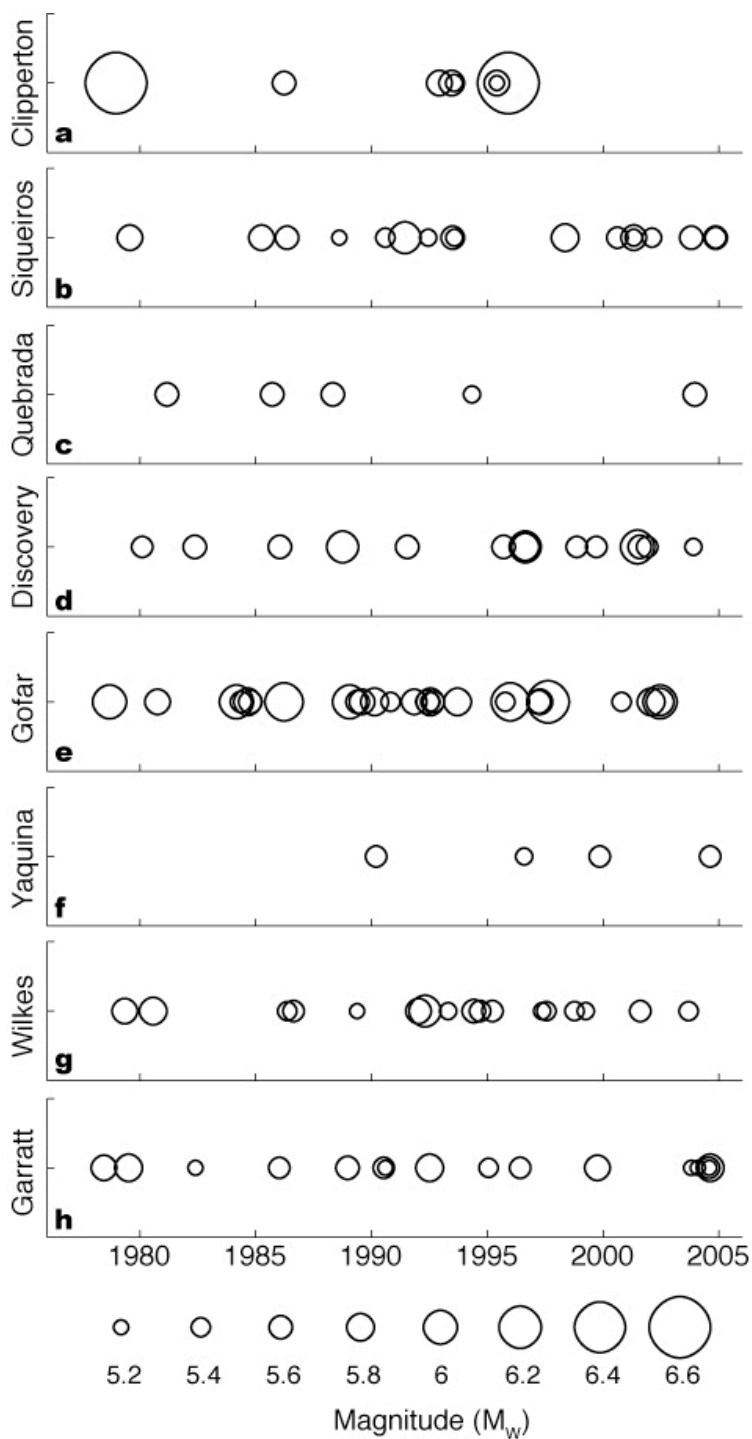 Clipperton
a
Siqueiros
b
Quebrada
c
Discovery
d
Gofar
e
Yaquina
f
Wilkes
g
Garratt
h
1980 1985 1990 1995 2000 2005
5.2 5.4 5.6 5.8 6 6.2 6.4 6.6
Magnitude (Mw)